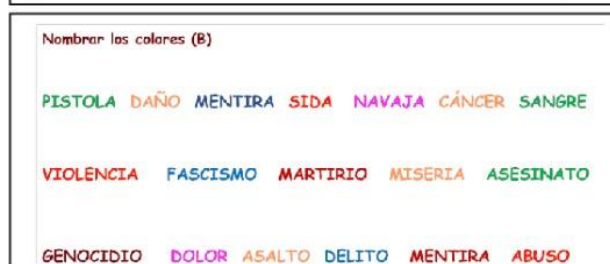 Nombrar los colores (B)
PISTOLA DAÑO MENTIRA SIDA NAVAJA CÁNCER SANGRE
VIOLENCIA FASCISMO MARTIRIO MISERIA ASESINATO
GENOCIDIO DOLOR ASALTO DELITO MENTIRA ABUSO